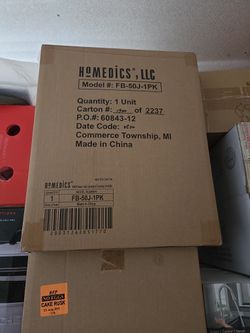 HOMEDICS, LLC
Model #: FB-50J-1PK
Quantity: 1 Unit
Carton #: of 2237
P.O.#: 60843-12
Date Code:
Commerce Township, MI
Made in China
HOMEDICS
1
FB-50J-1PK
CAKE RUSK